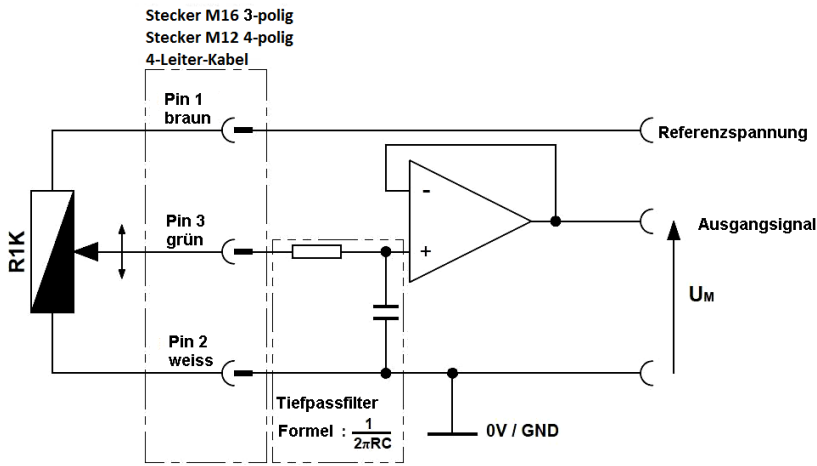 Stecker M16 3-polig
Stecker M12 4-polig
4-Leiter-Kabel
Pin 1
braun
Referenzspannung
-
Pin 3
grün
+
Ausgangsignal
R1K
UM
Pin 2
weiss
Tiefpassfilter
Formel : 1/2πRC
0V / GND